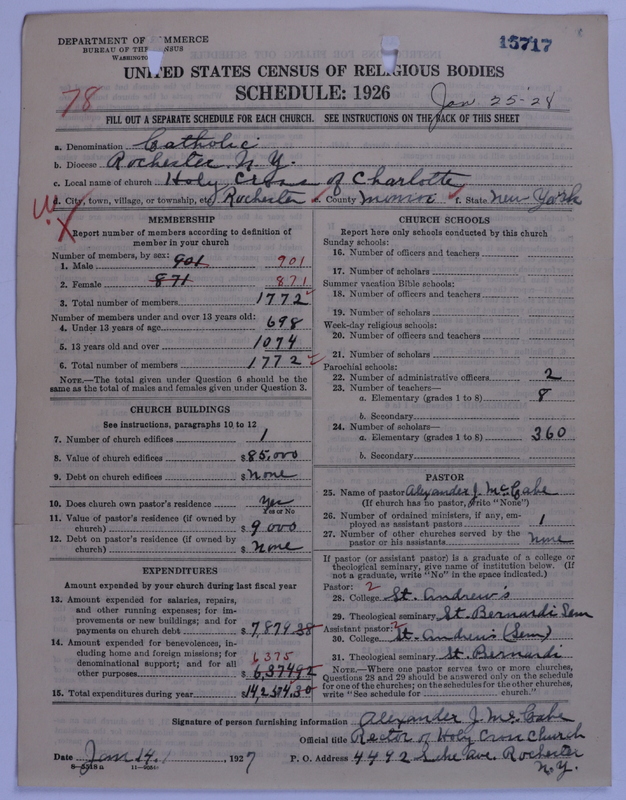 DEPARTMENT OF COMMERCE
BUREAU OF THE CENSUS
WASHINGTON
15717
UNITED STATES CENSUS OF RELIGIOUS BODIES
SCHEDULE: 1926
78
Jan. 25-28
FILL OUT A SEPARATE SCHEDULE FOR EACH CHURCH. SEE INSTRUCTIONS ON THE BACK OF THIS SHEET
a. Denomination Catholic
b. Diocese Rochester N.Y.
c. Local name of church Holy Cross of Charlotte
d. City, town, village, or township, etc. Rochester e. County Monroe f. State New York
MEMBERSHIP
Report number of members according to definition of
member in your church
Number of members, by sex:
1. Male 901 901
2. Female 871 871
3. Total number of members 1772
Number of members under and over 13 years old:
4. Under 13 years of age 698
5. 13 years old and over 1074
6. Total number of members 1772
NOTE.—The total given under Question 6 should be the
same as the total of males and females given under Question 3.
CHURCH BUILDINGS
See instructions, paragraphs 10 to 12
7. Number of church edifices 1
8. Value of church edifices $85,000
9. Debt on church edifices $ None
10. Does church own pastor's residence Yes
Yes or No
11. Value of pastor's residence (if owned by
church) $9000
12. Debt on pastor's residence (if owned by
church) $ None
EXPENDITURES
Amount expended by your church during last fiscal year
13. Amount expended for salaries, repairs,
and other running expenses; for im-
provements or new buildings; and for
payments on church debt $7,879.38
14. Amount expended for benevolences, in-
cluding home and foreign missions; for
denominational support; and for all
other purposes $6,374.92
6375
15. Total expenditures during year $14,254.30
CHURCH SCHOOLS
Report here only schools conducted by this church
Sunday schools:
16. Number of officers and teachers
17. Number of scholars
Summer vacation Bible schools:
18. Number of officers and teachers
19. Number of scholars
Week-day religious schools:
20. Number of officers and teachers
21. Number of scholars
Parochial schools:
22. Number of administrative officers 2
23. Number of teachers—
a. Elementary (grades 1 to 8) 8
b. Secondary
24. Number of scholars—
a. Elementary (grades 1 to 8) 360
b. Secondary
PASTOR
25. Name of pastor Alexander J. McCabe
(If church has no pastor, write "None")
26. Number of ordained ministers, if any, em-
ployed as assistant pastors 1
27. Number of other churches served by the
pastor or his assistants None
If pastor (or assistant pastor) is a graduate of a college or
theological seminary, give name of institution below. (If
not a graduate, write "No" in the space indicated.)
Pastor: 2
28. College St. Andrew's
29. Theological seminary St. Bernard's Sem
Assistant pastor: 2
30. College St. Andrew's (Sem)
31. Theological seminary St. Bernard's
NOTE.—Where one pastor serves two or more churches,
Questions 28 and 29 should be answered only on the schedule
for one of the churches; on the schedules for the other churches,
write "See schedule for church."
Signature of person furnishing information Alexander J. McCabe
Official title Rector of Holy Cross Church
Date Jan 14, 1927 P. O. Address 4492 Lake Ave. Rochester
N.Y.
8—5318 a